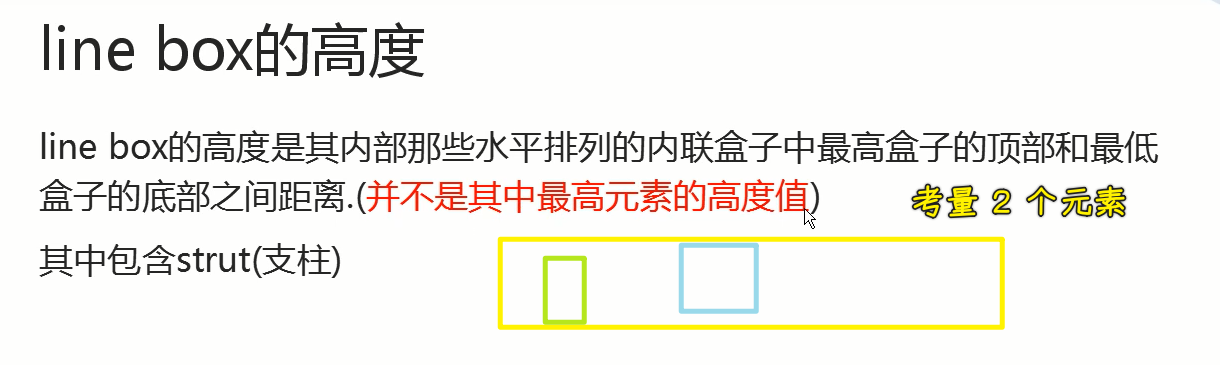 line box的高度
line box的高度是其内部那些水平排列的内联盒子中最高盒子的顶部和最低
盒子的底部之间距离.(并不是其中最高元素的高度值)
考量 2 个元素
其中包含strut(支柱)